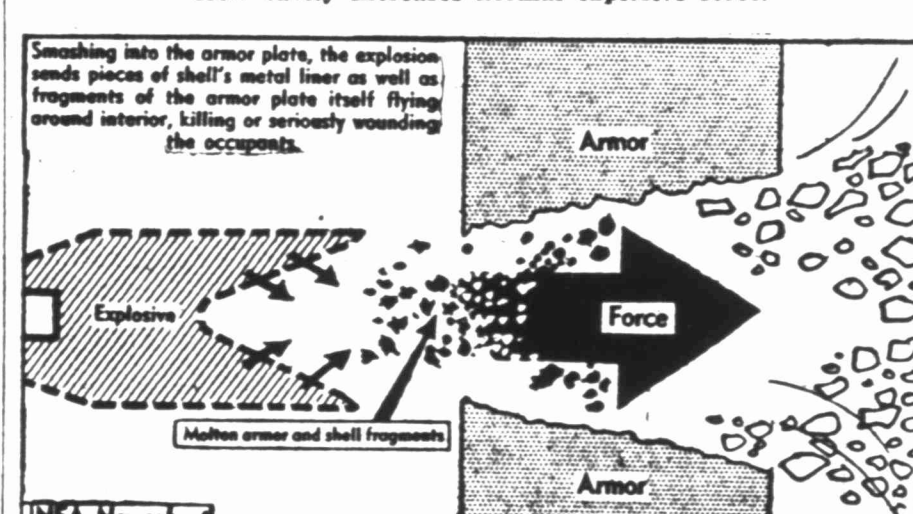 Smashing into the armor plate, the explosion
sends pieces of shell's metal liner as well as
fragments of the armor plate itself flying
around interior, killing or seriously wounding
the occupants.
Armor
Explosive
Force
Molten armor and shell fragments
Armor